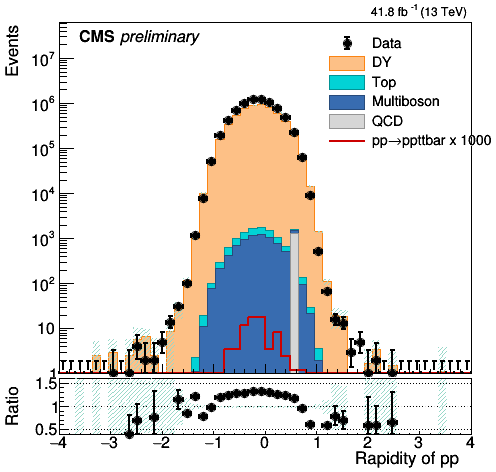 41.8 fb⁻¹ (13 TeV)
CMS preliminary
Events
Data
DY
Top
Multiboson
QCD
pp→ppttbar x 1000
10⁷
10⁶
10⁵
10⁴
10³
10²
10
1
Ratio
1.5
1
0.5
−4 −3 −2 −1 0 1 2 3 4
Rapidity of pp